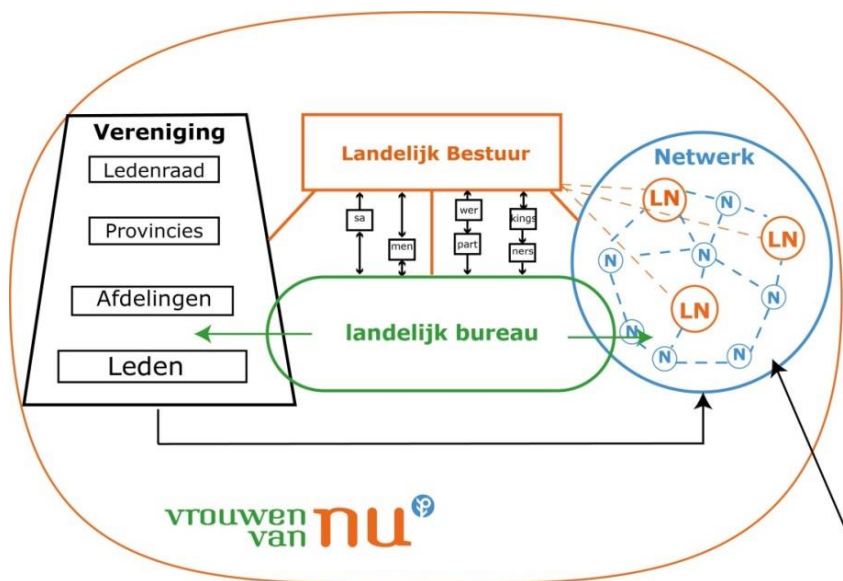 Vereniging
Ledenraad
Provincies
Afdelingen
Leden
Landelijk Bestuur
sa
men
wer
part
kings
ners
landelijk bureau
Netwerk
LN
N
LN
N
N
LN
N
N
N
N
vrouwen
van nu